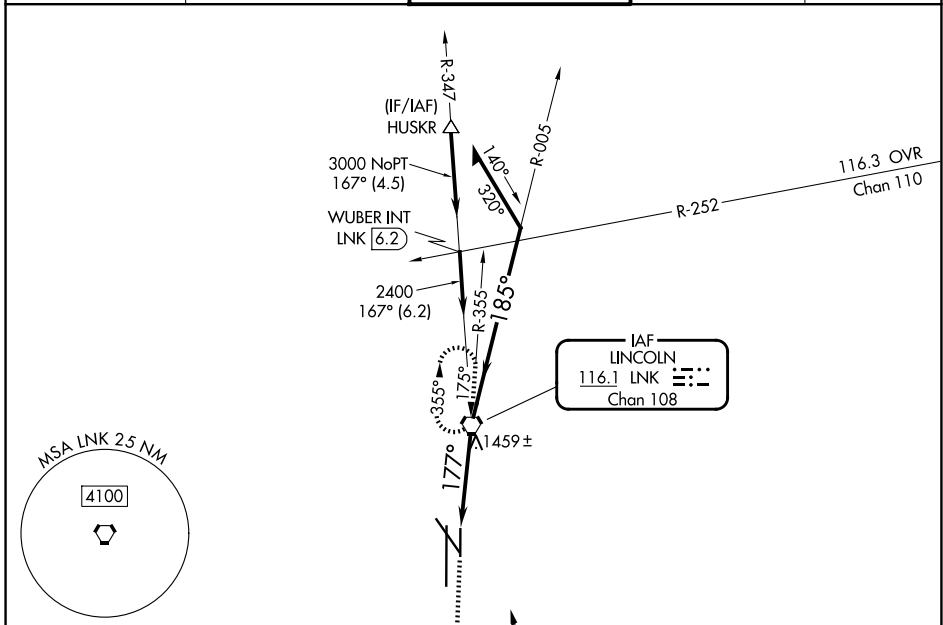 R-347
(IF/IAF)
HUSKR
R-005
140°
320°
3000 NoPT
167° (4.5)
116.3 OVR
Chan 110
R-252
WUBER INT
LNK 6.2
2400
167° (6.2)
R-355
185°
IAF
LINCOLN
116.1 LNK
Chan 108
355°
175°
1459±
177°
MSA LNK 25 NM
4100